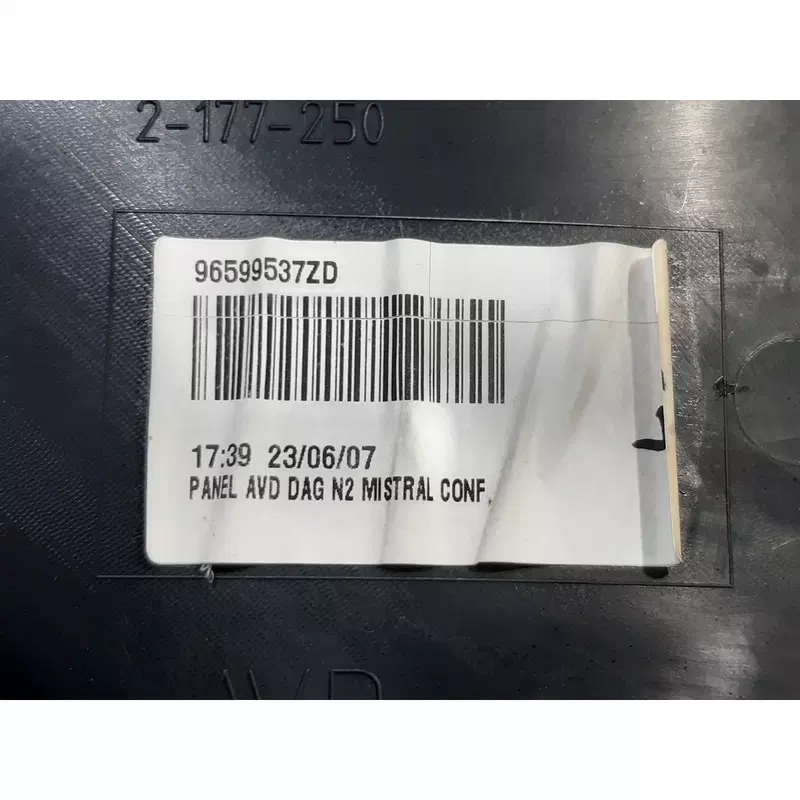 2-177-250
96599537ZD
17:39 23/06/07
PANEL AVD DAG N2 MISTRAL CONF.